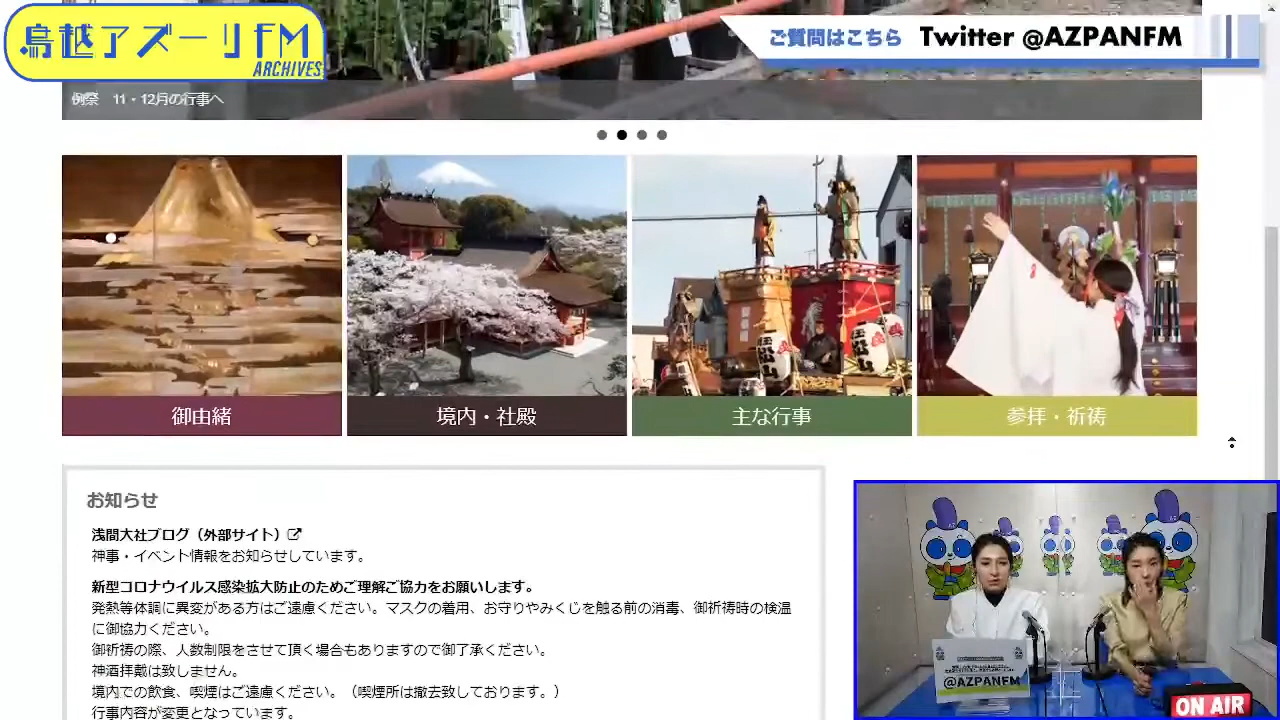 鳥越アズーリFM
ARCHIVES
ご質問はこちら Twitter @AZPANFM
例祭 11・12月の行事へ
御由緒
境内・社殿
主な行事
参拝・祈祷
お知らせ
浅間大社ブログ（外部サイト）
神事・イベント情報をお知らせしています。
新型コロナウイルス感染拡大防止のためご理解ご協力をお願いします。
発熱等体調に異変がある方はご遠慮ください。マスクの着用、お守りやみくじを触る前の消毒、御祈祷時の検温
に御協力ください。
御祈祷の際、人数制限をさせて頂く場合もありますので御了承ください。
神酒拝戴は致しません。
境内での飲食、喫煙はご遠慮ください。（喫煙所は撤去致しております。）
行事内容が変更となっています。
@AZPANFM
ON AIR